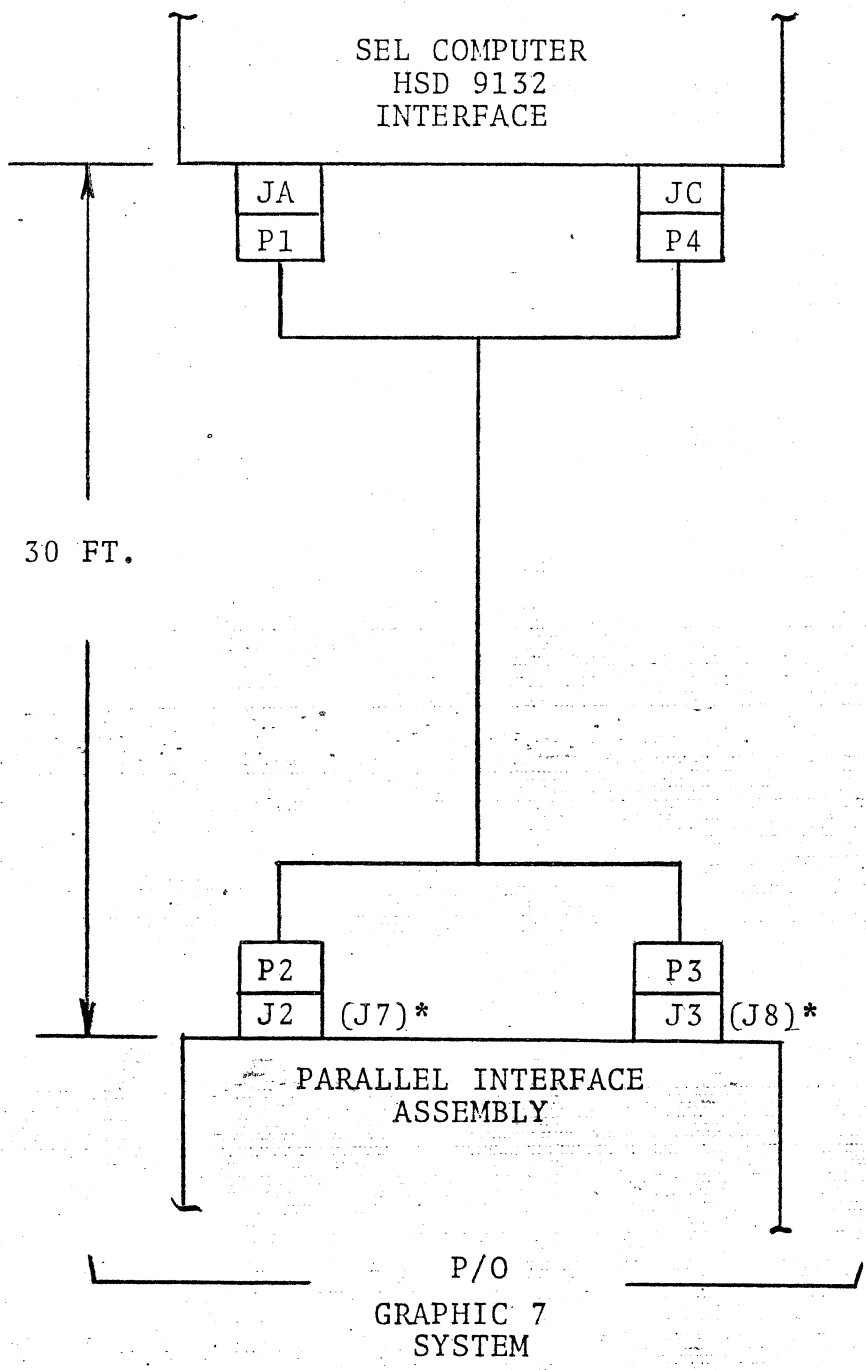 SEL COMPUTER
HSD 9132
INTERFACE
JA
JC
P1
P4
30 FT.
P2
P3
J2 (J7)*
J3 (J8)*
PARALLEL INTERFACE
ASSEMBLY
P/O
GRAPHIC 7
SYSTEM